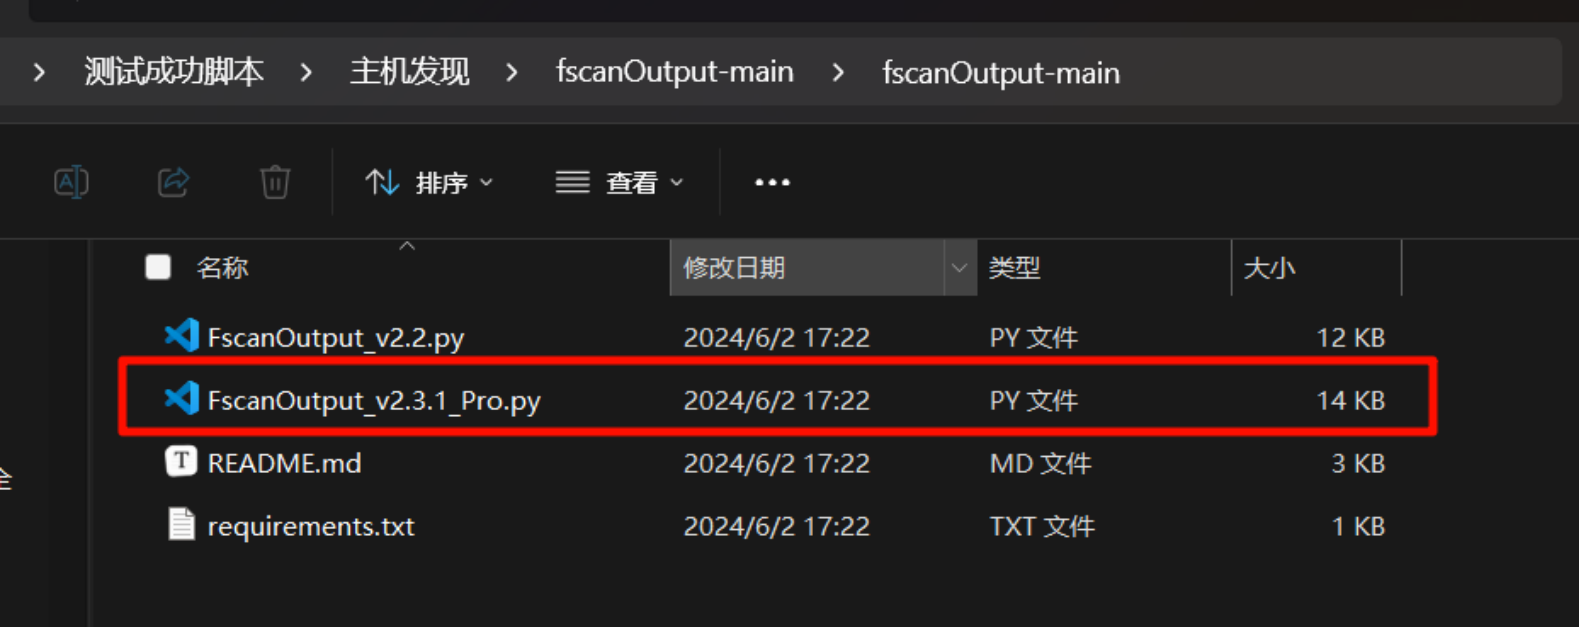 测试成功脚本 > 主机发现 > fscanOutput-main > fscanOutput-main
排序 查看 ...
名称 修改日期 类型 大小
FscanOutput_v2.2.py 2024/6/2 17:22 PY 文件 12 KB
FscanOutput_v2.3.1_Pro.py 2024/6/2 17:22 PY 文件 14 KB
README.md 2024/6/2 17:22 MD 文件 3 KB
全
requirements.txt 2024/6/2 17:22 TXT 文件 1 KB